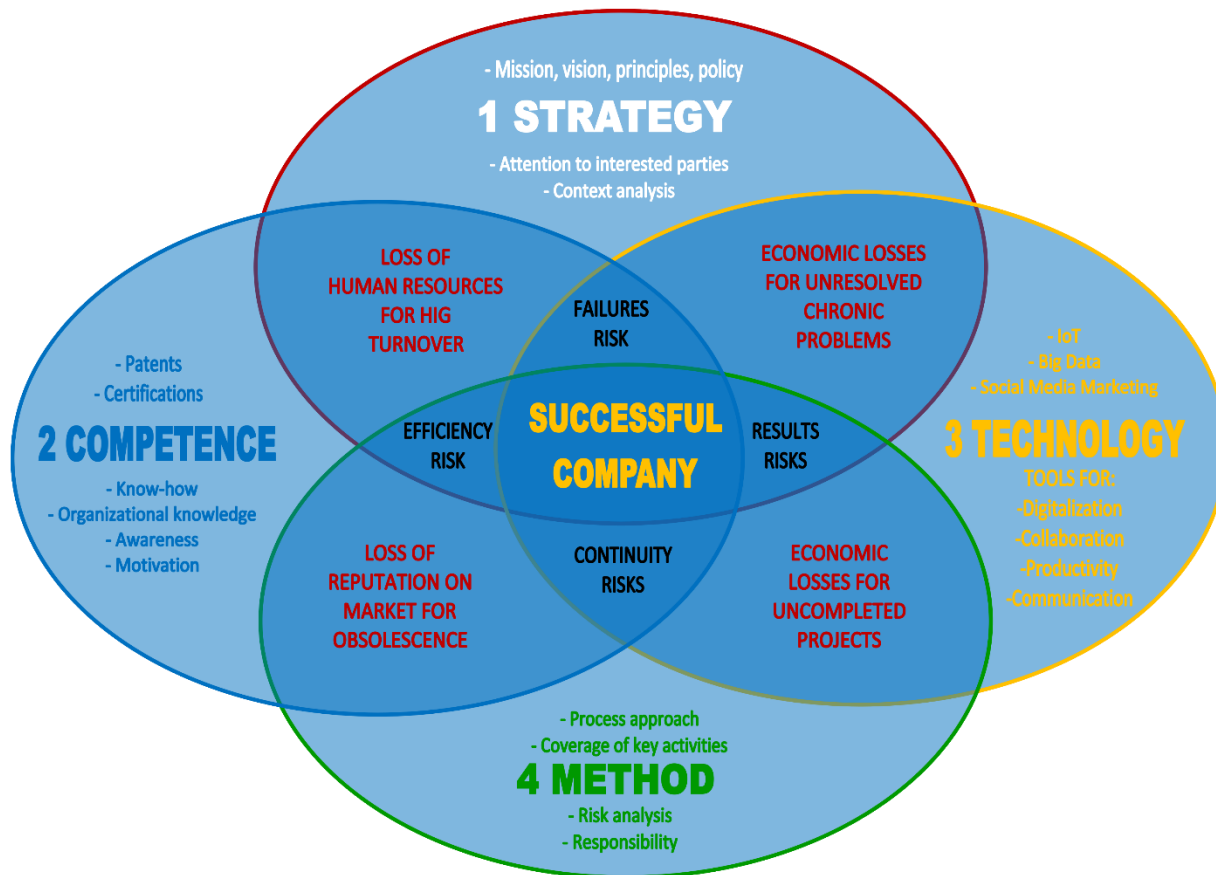 - Mission, vision, principles, policy
1 STRATEGY
- Attention to interested parties
- Context analysis
LOSS OF
HUMAN RESOURCES
FOR HIG
TURNOVER
FAILURES
RISK
ECONOMIC LOSSES
FOR UNRESOLVED
CHRONIC
PROBLEMS
- Patents
- Certifications
2 COMPETENCE
- Know-how
- Organizational knowledge
- Awareness
- Motivation
EFFICIENCY
RISK
SUCCESSFUL
COMPANY
RESULTS
RISKS
- IoT
- Big Data
- Social Media Marketing
3 TECHNOLOGY
TOOLS FOR:
-Digitalization
-Collaboration
-Productivity
-Communication
LOSS OF
REPUTATION ON
MARKET FOR
OBSOLESCENCE
CONTINUITY
RISKS
ECONOMIC
LOSSES FOR
UNCOMPLETED
PROJECTS
- Process approach
- Coverage of key activities
4 METHOD
- Risk analysis
- Responsibility